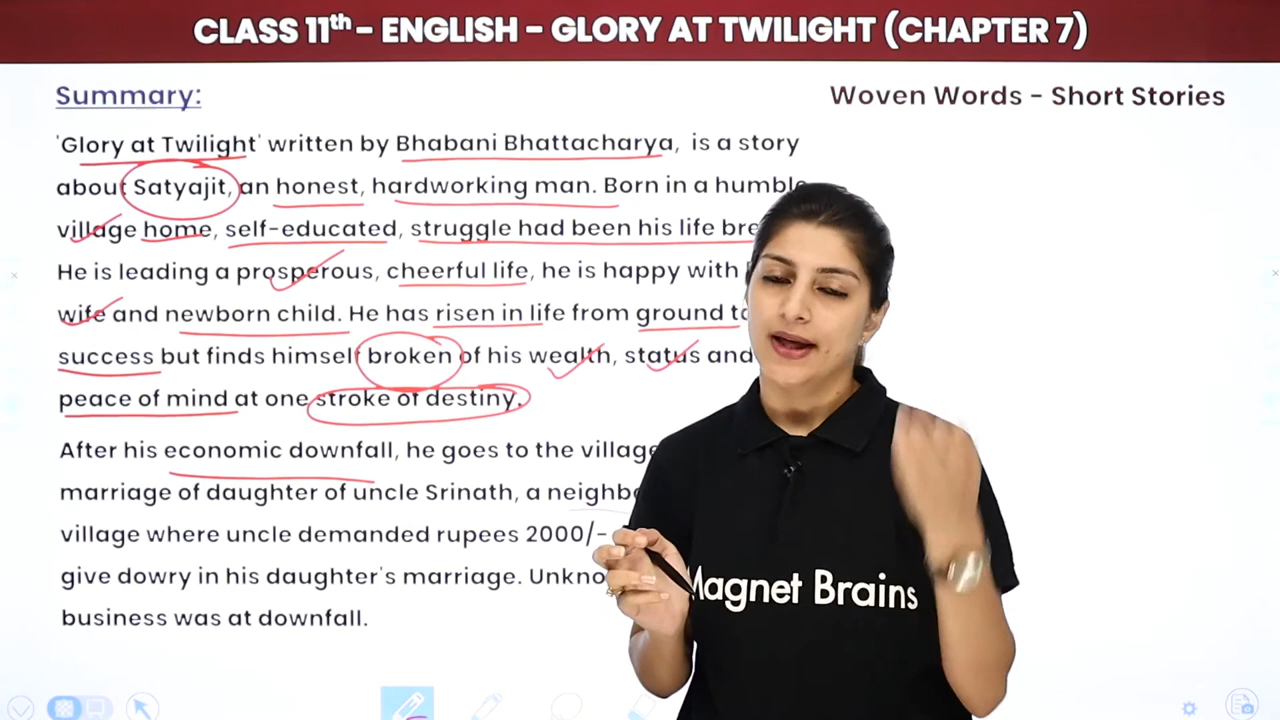 CLASS 11th - ENGLISH - GLORY AT TWILIGHT (CHAPTER 7)
Summary:
Woven Words - Short Stories
'Glory at Twilight' written by Bhabani Bhattacharya, is a story
about Satyajit, an honest, hardworking man. Born in a humble
village home, self-educated, struggle had been his life
He is leading a prosperous, cheerful life, he is happy with
wife and newborn child. He has risen in life from ground
success but finds himself broken of his wealth, status and
peace of mind at one stroke of destiny.
After his economic downfall, he goes to the village
marriage of daughter of uncle Srinath, a
village where uncle demanded rupees 2000/-
give dowry in his daughter's marriage.
business was at downfall.
Magnet Brains